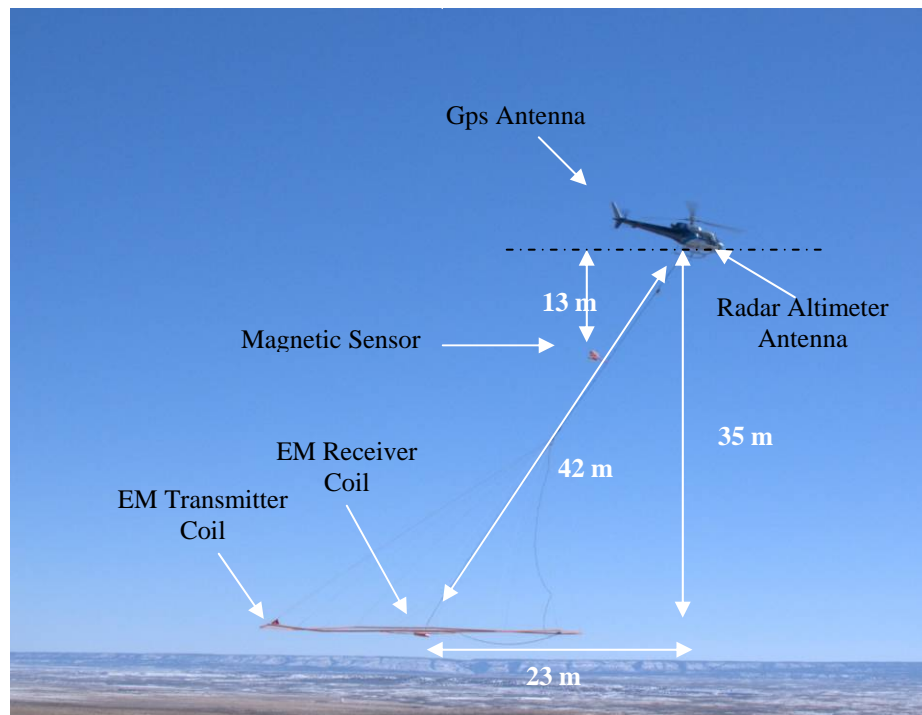 Gps Antenna
13 m
Radar Altimeter
Antenna
Magnetic Sensor
35 m
EM Receiver
Coil
42 m
EM Transmitter
Coil
23 m